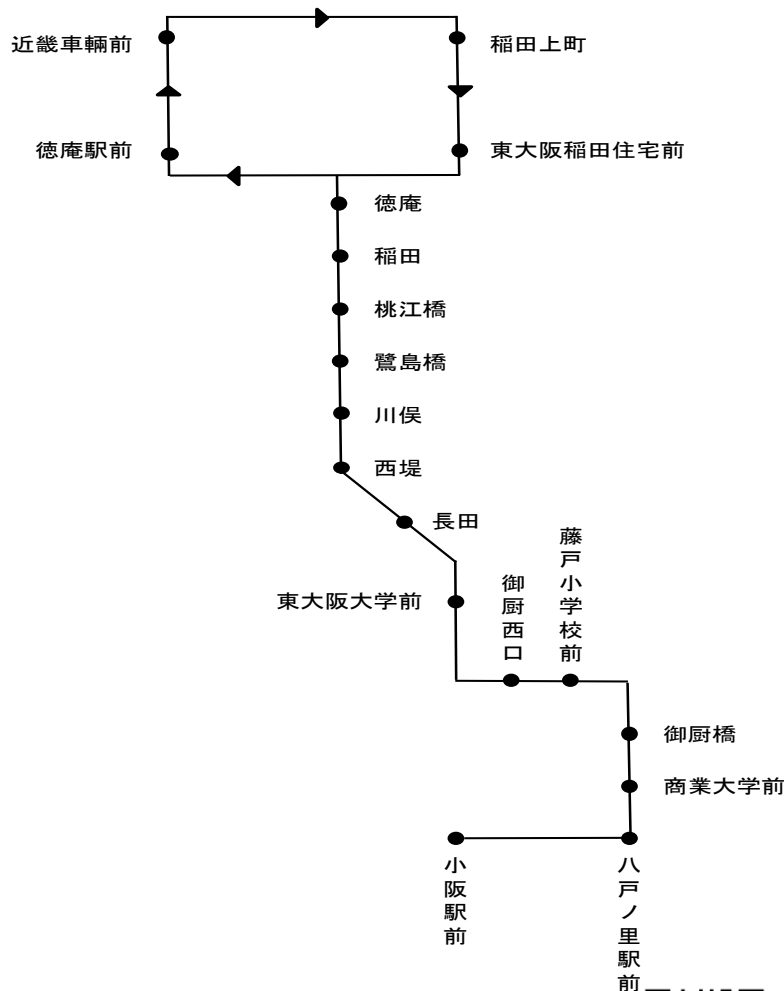 近畿車輛前
稲田上町
徳庵駅前
東大阪稲田住宅前
徳庵
稲田
桃江橋
鷺島橋
川俣
西堤
長田
藤戸小学校前
御厨西口
東大阪大学前
御厨橋
商業大学前
小阪駅前
八戸ノ里駅前